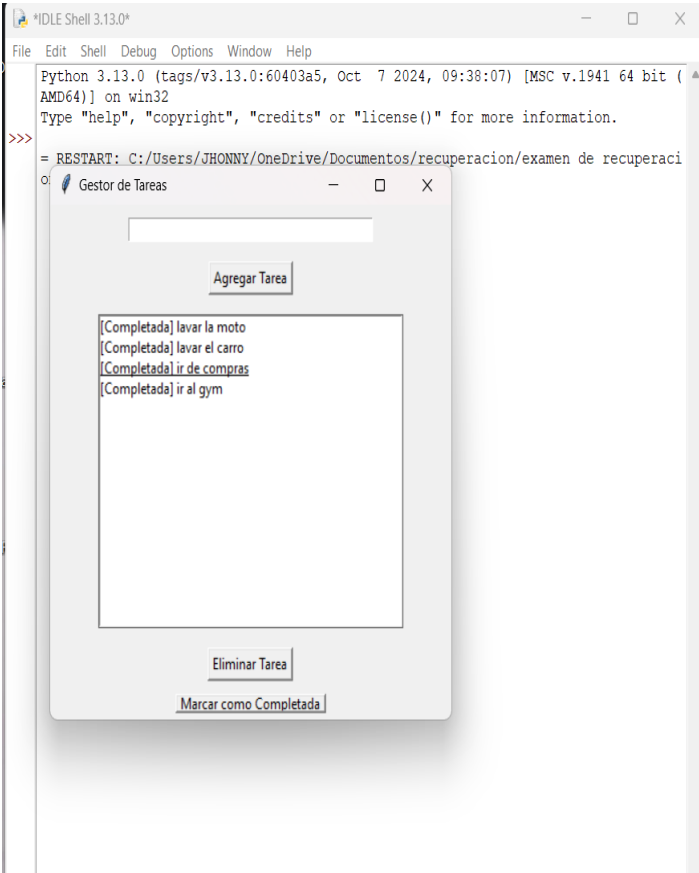 *IDLE Shell 3.13.0*
File Edit Shell Debug Options Window Help
Python 3.13.0 (tags/v3.13.0:60403a5, Oct 7 2024, 09:38:07) [MSC v.1941 64 bit (
AMD64)] on win32
Type "help", "copyright", "credits" or "license()" for more information.
>>>
= RESTART: C:/Users/JHONNY/OneDrive/Documentos/recuperacion/examen de recuperaci
Gestor de Tareas
Agregar Tarea
[Completada] lavar la moto
[Completada] lavar el carro
[Completada] ir de compras
[Completada] ir al gym
Eliminar Tarea
Marcar como Completada